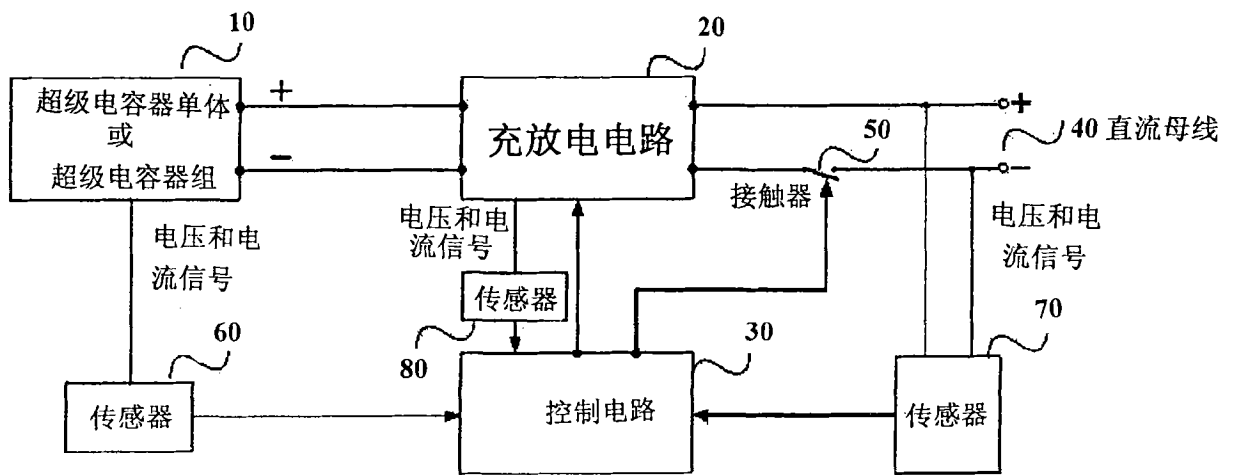 10
20
超级电容器单体
或
超级电容器组
+
−
充放电电路
50
接触器
+
40 直流母线
−
电压和电
流信号
电压和电
流信号
电压和电
流信号
传感器
80
60
传感器
30
控制电路
70
传感器